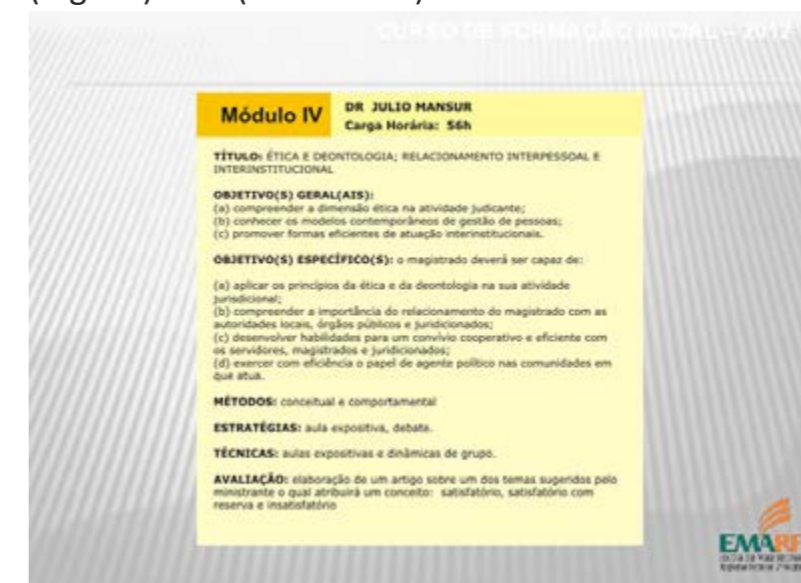 CURSO DE FORMAÇÃO INICIAL – 2012
Módulo IV
DR JULIO MANSUR
Carga Horária: 56h
TÍTULO: ÉTICA E DEONTOLOGIA; RELACIONAMENTO INTERPESSOAL E
INTERINSTITUCIONAL
OBJETIVO(S) GERAL(AIS):
(a) compreender a dimensão ética na atividade judicante;
(b) conhecer os modelos contemporâneos de gestão de pessoas;
(c) promover formas eficientes de atuação interinstitucionais.
OBJETIVO(S) ESPECÍFICO(S): o magistrado deverá ser capaz de:
(a) aplicar os princípios da ética e da deontologia na sua atividade
jurisdicional;
(b) compreender a importância do relacionamento do magistrado com as
autoridades locais, órgãos públicos e juridicionados;
(c) desenvolver habilidades para um convívio cooperativo e eficiente com
os servidores, magistrados e juridicionados;
(d) exercer com eficiência o papel de agente político nas comunidades em
que atua.
MÉTODOS: conceitual e comportamental
ESTRATÉGIAS: aula expositiva, debate.
TÉCNICAS: aulas expositivas e dinâmicas de grupo.
AVALIAÇÃO: elaboração de um artigo sobre um dos temas sugeridos pelo
ministrante o qual atribuirá um conceito: satisfatório, satisfatório com
reserva e insatisfatório
EMARF